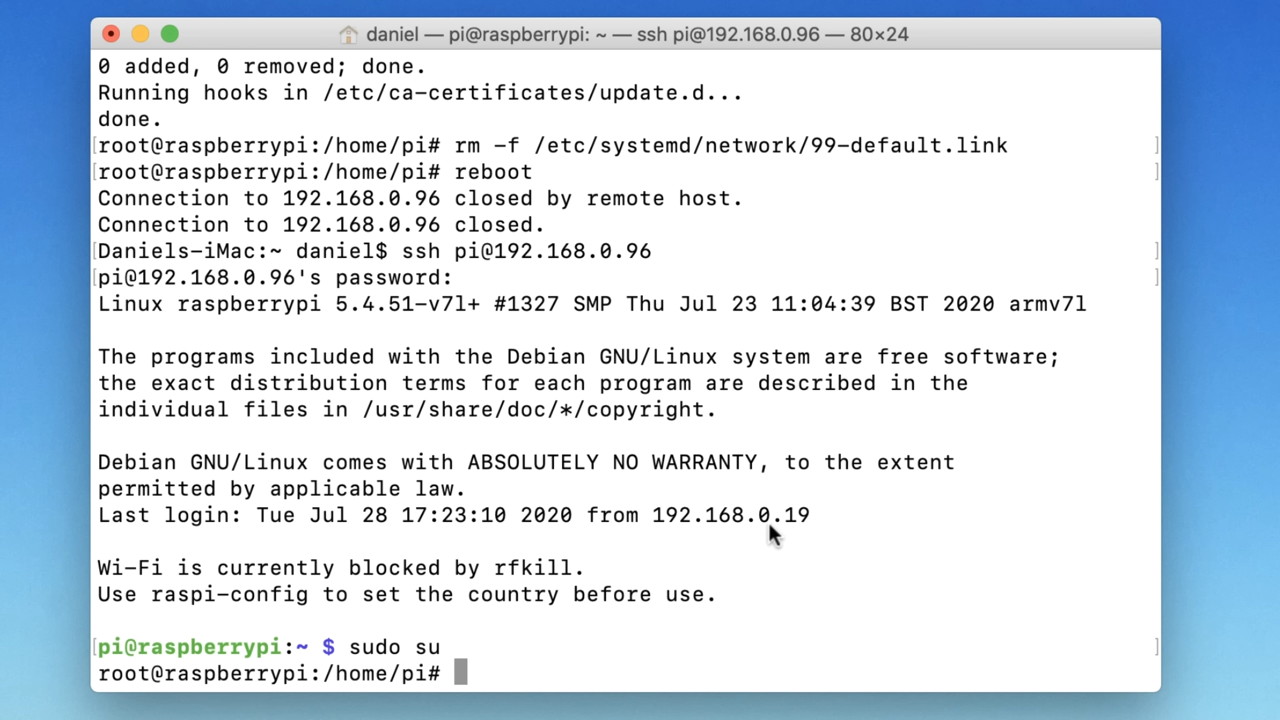 daniel — pi@raspberrypi: ~ — ssh pi@192.168.0.96 — 80×24
0 added, 0 removed; done.
Running hooks in /etc/ca-certificates/update.d...
done.
[root@raspberrypi:/home/pi# rm -f /etc/systemd/network/99-default.link ]
[root@raspberrypi:/home/pi# reboot ]
Connection to 192.168.0.96 closed by remote host.
Connection to 192.168.0.96 closed.
[Daniels-iMac:~ daniel$ ssh pi@192.168.0.96 ]
[pi@192.168.0.96's password: ]
Linux raspberrypi 5.4.51-v7l+ #1327 SMP Thu Jul 23 11:04:39 BST 2020 armv7l
The programs included with the Debian GNU/Linux system are free software;
the exact distribution terms for each program are described in the
individual files in /usr/share/doc/*/copyright.
Debian GNU/Linux comes with ABSOLUTELY NO WARRANTY, to the extent
permitted by applicable law.
Last login: Tue Jul 28 17:23:10 2020 from 192.168.0.19
Wi-Fi is currently blocked by rfkill.
Use raspi-config to set the country before use.
[pi@raspberrypi:~ $ sudo su ]
root@raspberrypi:/home/pi#